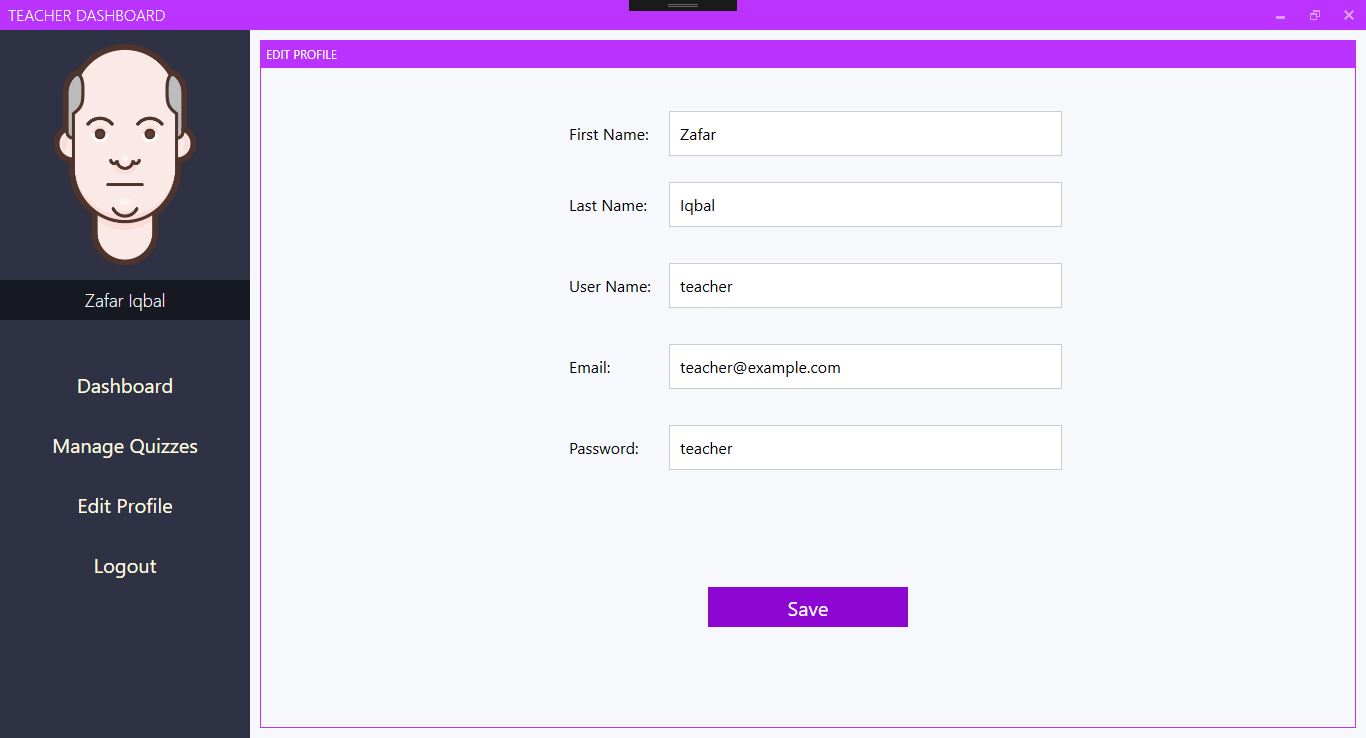 TEACHER DASHBOARD
EDIT PROFILE
Zafar Iqbal
Dashboard
Manage Quizzes
Edit Profile
Logout
First Name: Zafar
Last Name: Iqbal
User Name: teacher
Email: teacher@example.com
Password: teacher
Save